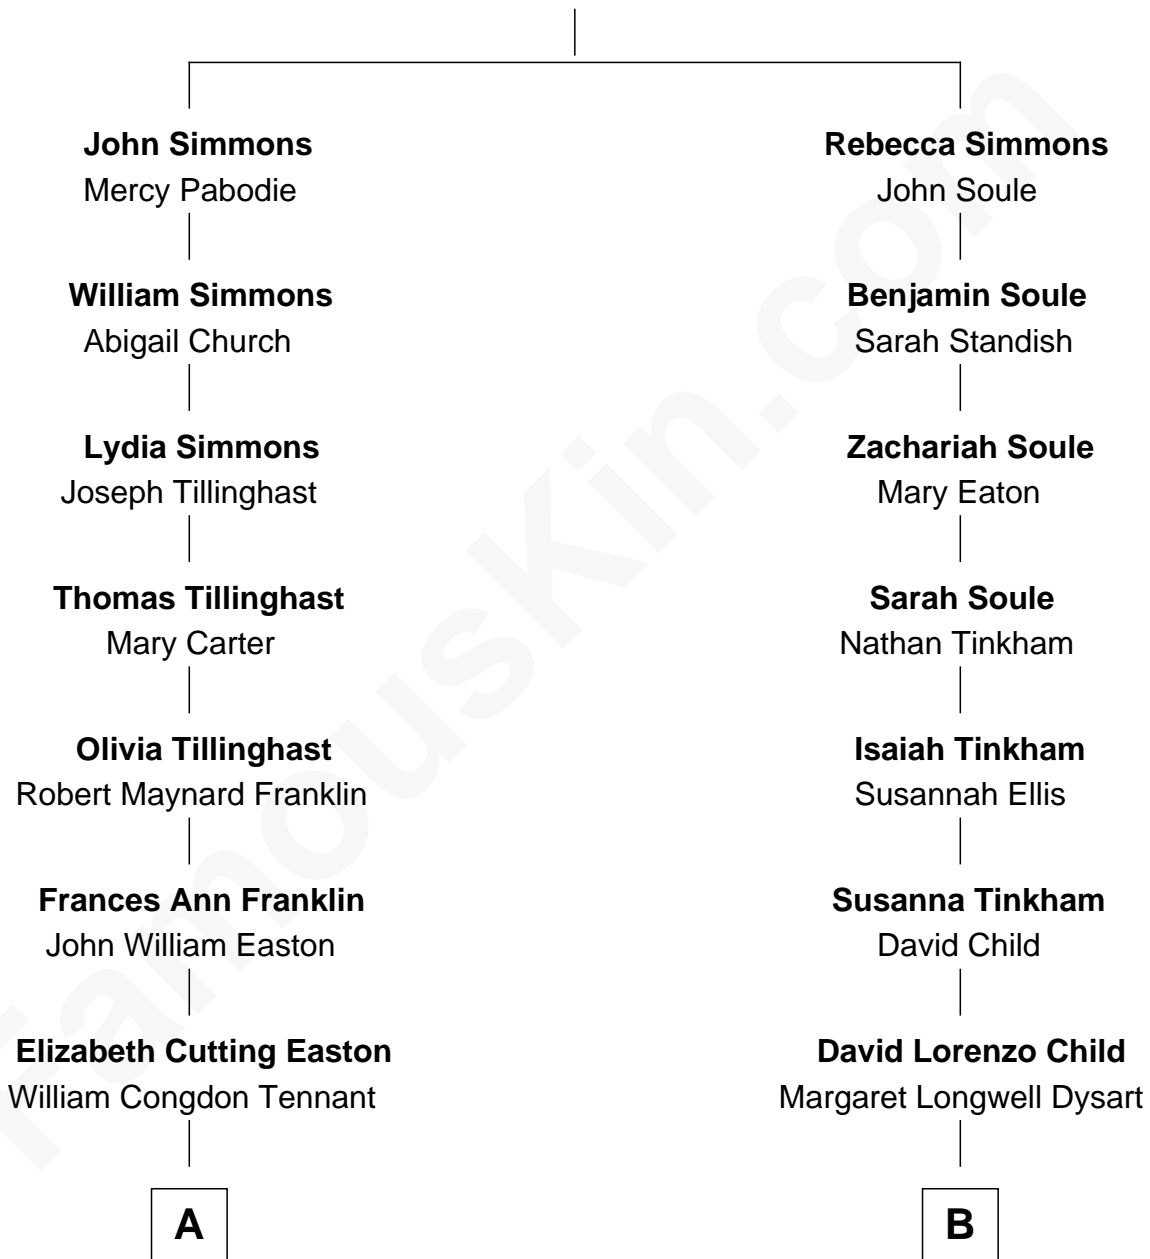 John Simmons
Mercy Pabodie
William Simmons
Abigail Church
Lydia Simmons
Joseph Tillinghast
Thomas Tillinghast
Mary Carter
Olivia Tillinghast
Robert Maynard Franklin
Frances Ann Franklin
John William Easton
Elizabeth Cutting Easton
William Congdon Tennant
A
Rebecca Simmons
John Soule
Benjamin Soule
Sarah Standish
Zachariah Soule
Mary Eaton
Sarah Soule
Nathan Tinkham
Isaiah Tinkham
Susannah Ellis
Susanna Tinkham
David Child
David Lorenzo Child
Margaret Longwell Dysart
B
FamousKin.com